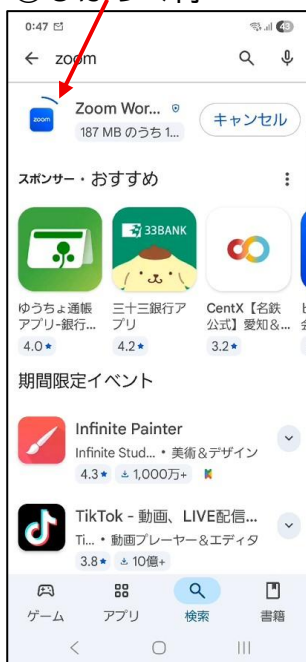 0:47
43
zoom
zoom
Zoom Wor...
187 MB のうち 1...
キャンセル
スポンサー・おすすめ
33BANK
ゆうちょ通帳
アプリ-銀行...
4.0★
三十三銀行ア
プリ
4.2★
CentX【名鉄
公式】愛知&...
3.2★
期間限定イベント
Infinite Painter
Infinite Stud... • 美術&デザイン
4.3★
1,000万+
TikTok - 動画、LIVE配信...
Ti... • 動画プレーヤー&エディタ
3.8★
10億+
ゲーム
アプリ
検索
書籍